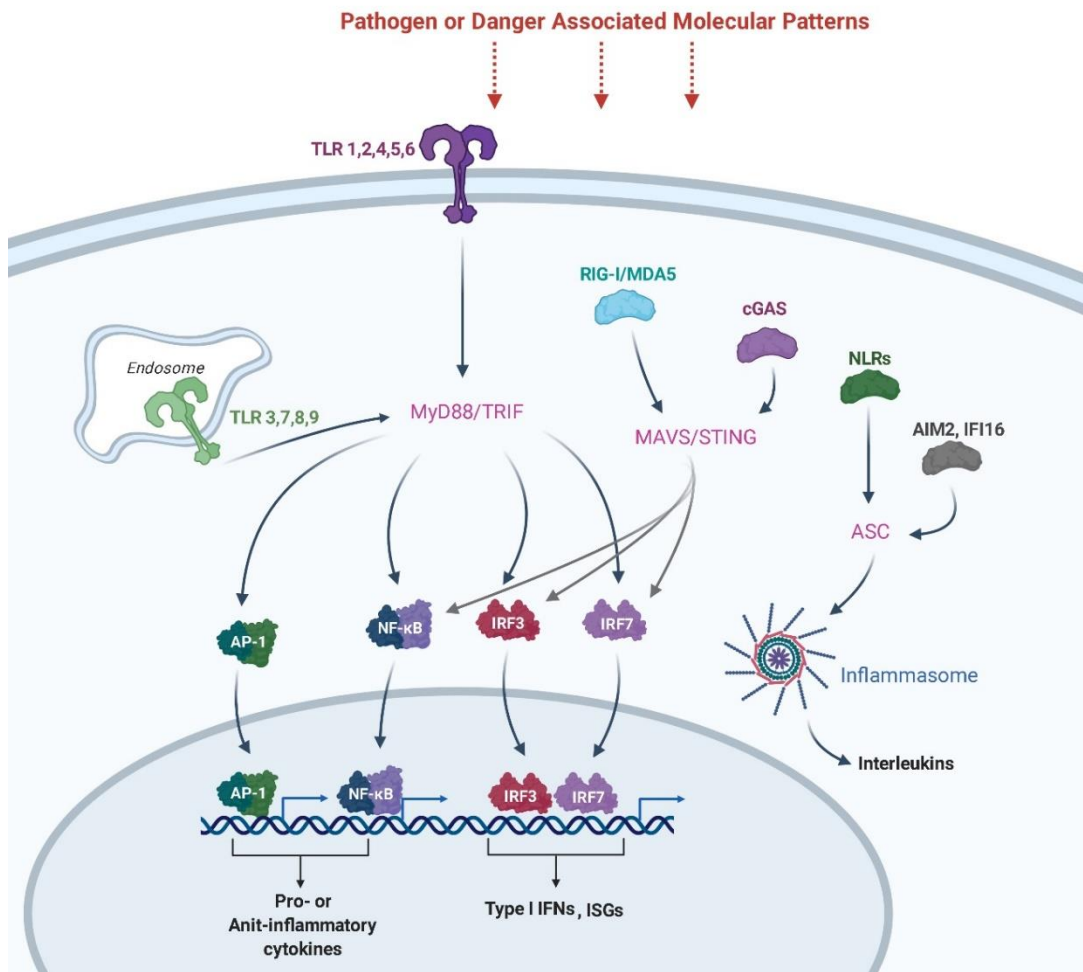 Pathogen or Danger Associated Molecular Patterns
TLR 1,2,4,5,6
RIG-I/MDA5
cGAS
NLRs
Endosome
TLR 3,7,8,9
MyD88/TRIF
MAVS/STING
AIM2, IFI16
ASC
AP-1
NF-κB
IRF3
IRF7
Inflammasome
Interleukins
AP-1
NF-κB
IRF3
IRF7
Pro- or
Anit-inflammatory
cytokines
Type I IFNs, ISGs